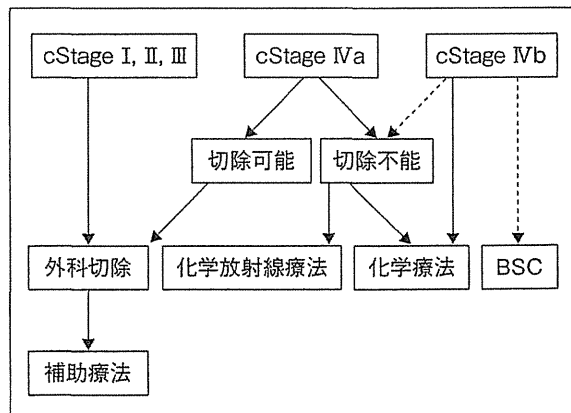 cStage Ⅰ, Ⅱ, Ⅲ
cStage Ⅳa
cStage Ⅳb
切除可能
切除不能
外科切除
化学放射線療法
化学療法
BSC
補助療法